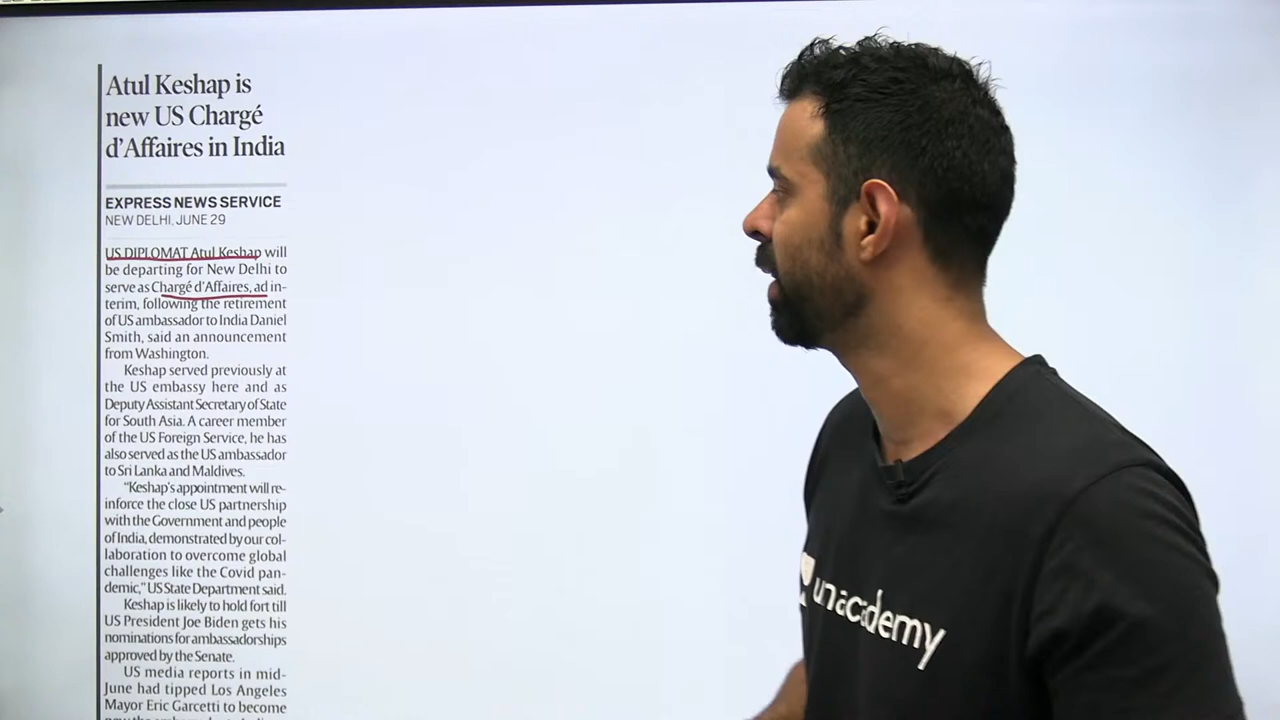 Atul Keshap is
new US Chargé
d'Affaires in India
EXPRESS NEWS SERVICE
NEW DELHI, JUNE 29
US DIPLOMAT Atul Keshap will
be departing for New Delhi to
serve as Chargé d'Affaires, ad in-
terim, following the retirement
of US ambassador to India Daniel
Smith, said an announcement
from Washington.
Keshap served previously at
the US embassy here and as
Deputy Assistant Secretary of State
for South Asia. A career member
of the US Foreign Service, he has
also served as the US ambassador
to Sri Lanka and Maldives.
"Keshap's appointment will re-
inforce the close US partnership
with the Government and people
of India, demonstrated by our col-
laboration to overcome global
challenges like the Covid pan-
demic," US State Department said.
Keshap is likely to hold fort till
US President Joe Biden gets his
nominations for ambassadorships
approved by the Senate.
US media reports in mid-
June had tipped Los Angeles
Mayor Eric Garcetti to become
unacademy